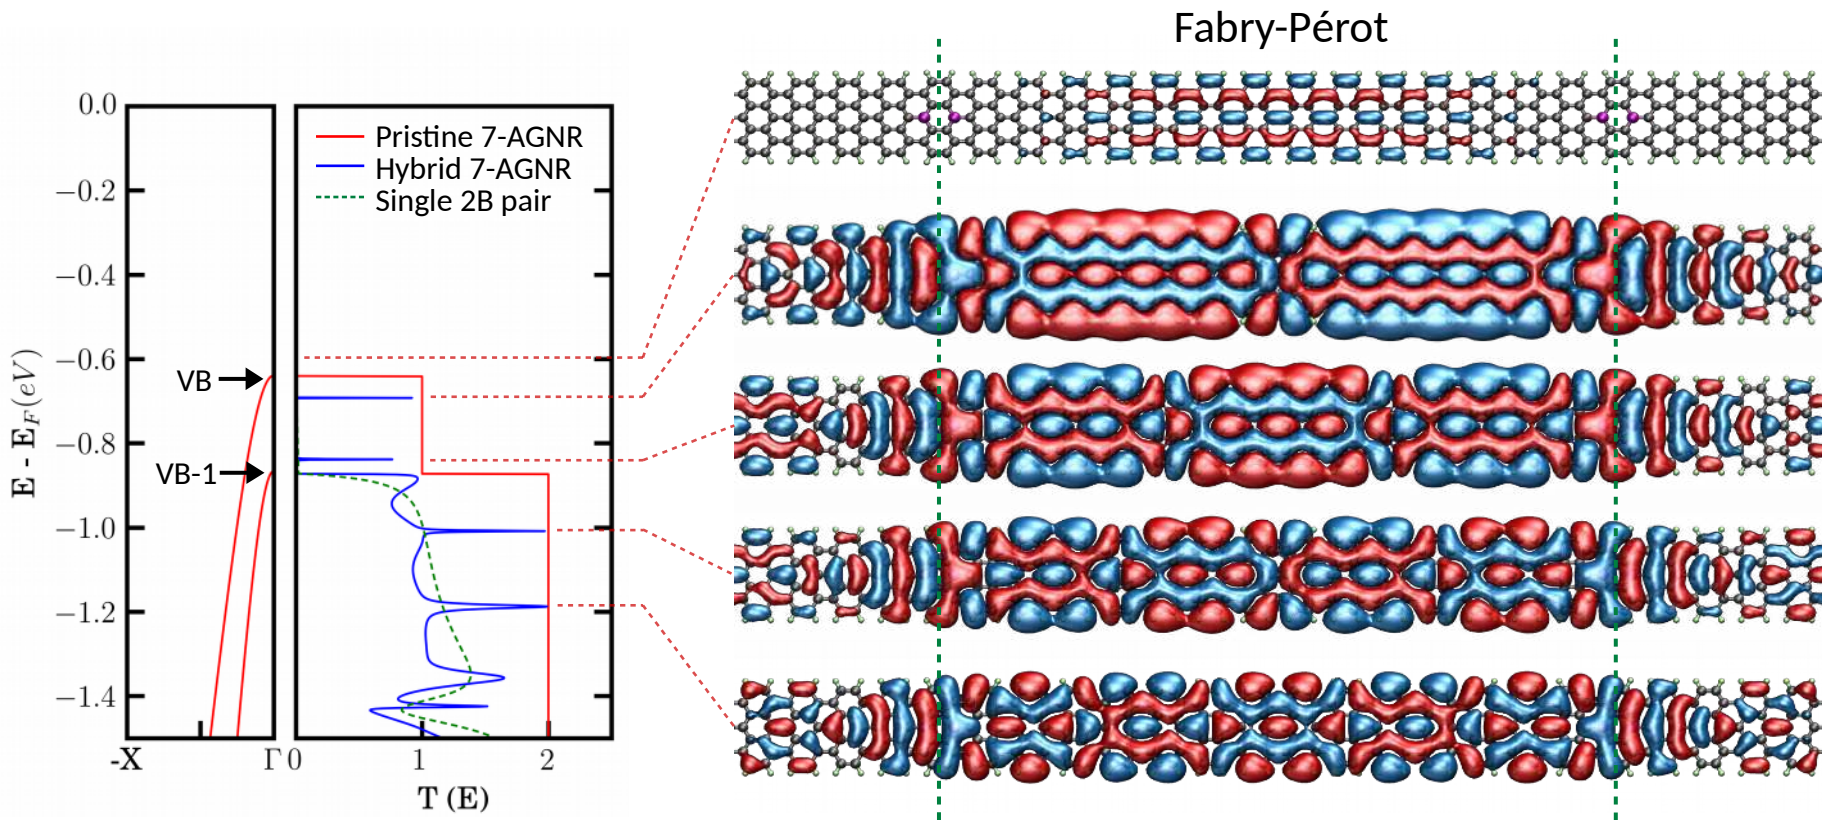 Fabry-Pérot
0.0
−0.2
−0.4
−0.6
−0.8
−1.0
−1.2
−1.4
E - E_F (eV)
VB
VB-1
-X
Γ
Pristine 7-AGNR
Hybrid 7-AGNR
Single 2B pair
0
1
2
T (E)